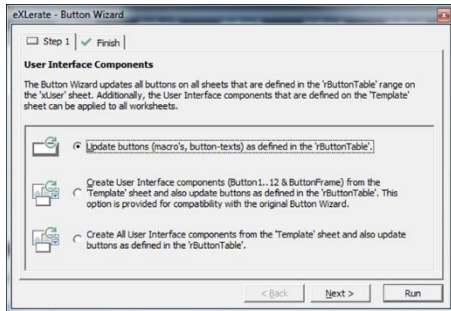 eXLerate - Button Wizard
Step 1
Finish
User Interface Components
The Button Wizard updates all buttons on all sheets that are defined in the 'rButtonTable' range on
the 'xUser' sheet. Additionally, the User Interface components that are defined on the 'Template'
sheet can be applied to all worksheets.
Update buttons (macro's, button-texts) as defined in the 'rButtonTable'.
Create User Interface components (Button1..12 & ButtonFrame) from the
'Template' sheet and also update buttons as defined in the 'rButtonTable'. This
option is provided for compatibility with the original Button Wizard.
Create All User Interface components from the 'Template' sheet and also update
buttons as defined in the 'rButtonTable'.
< Back Next > Run